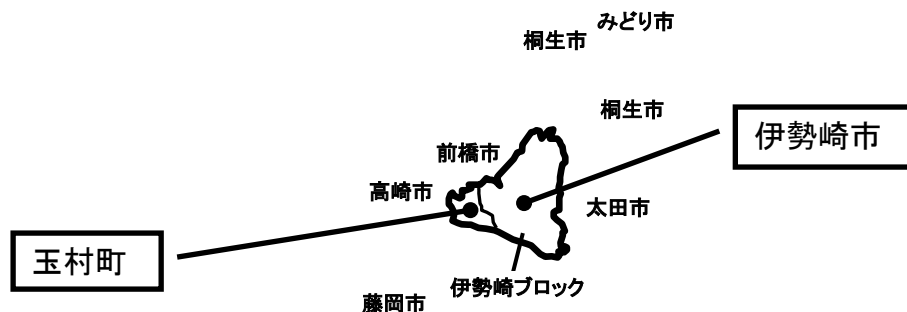 みどり市
桐生市
桐生市
伊勢崎市
前橋市
高崎市
太田市
玉村町
伊勢崎ブロック
藤岡市